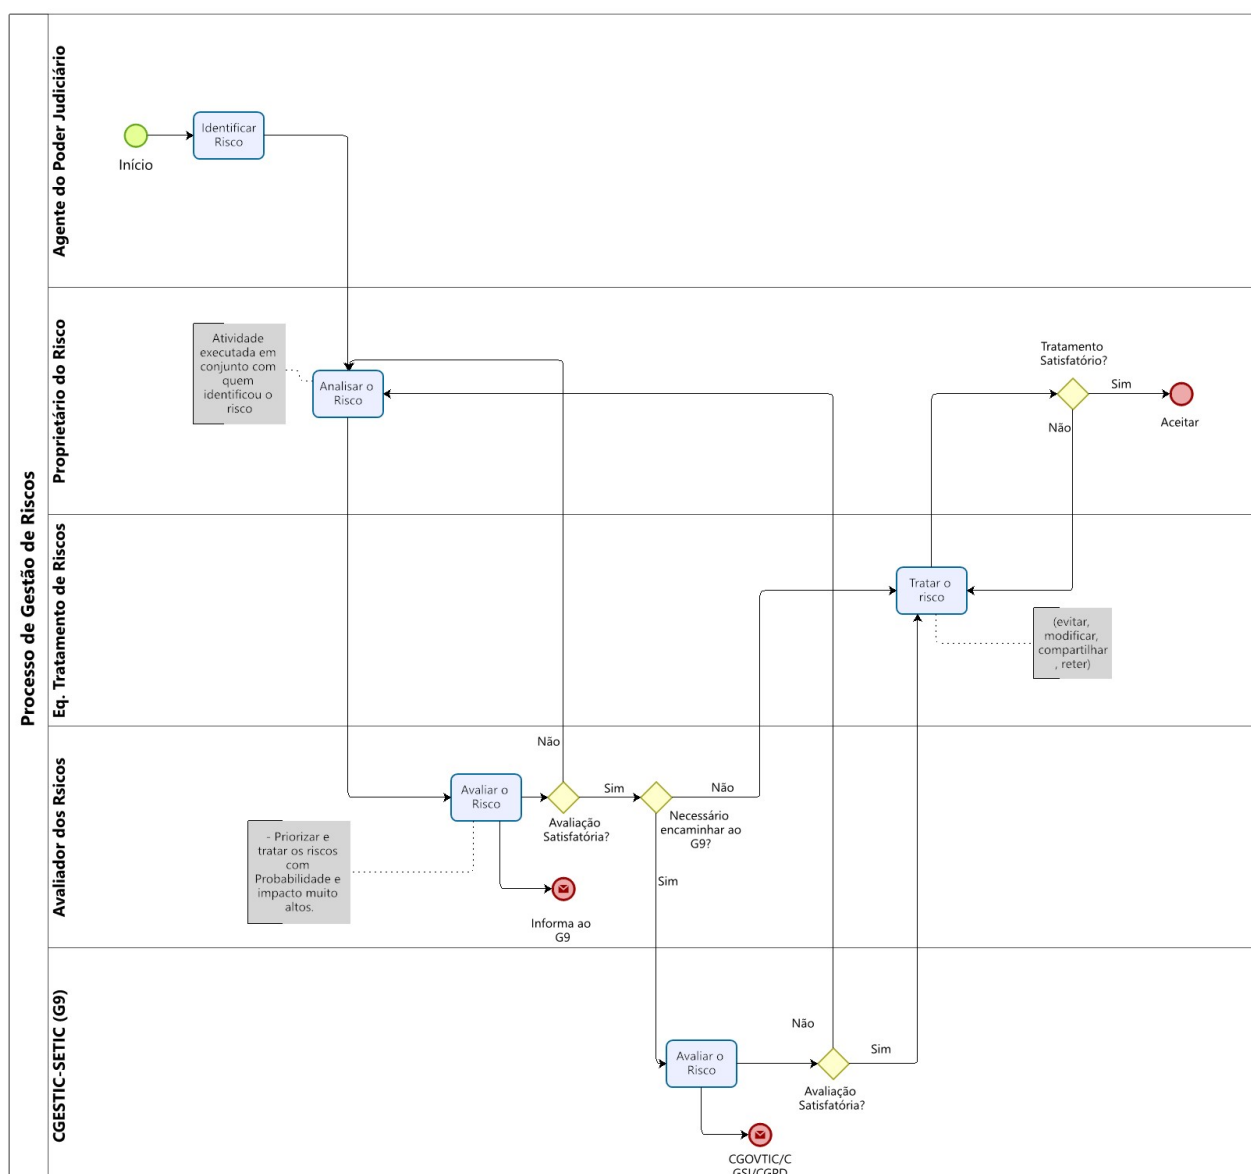 Processo de Gestão de Riscos
Agente do Poder Judiciário
Identificar
Risco
Início
Proprietário do Risco
Atividade
executada em
conjunto com
quem
identificou o
risco
Analisar o
Risco
Tratamento
Satisfatório?
Sim
Não
Aceitar
Eq. Tratamento de Riscos
Tratar o
risco
(evitar,
modificar,
compartilhar
, reter)
Avaliador dos Rsicos
Não
Avaliar o
Risco
Sim
Não
Avaliação
Satisfatória?
Necessário
encaminhar ao
G9?
- Priorizar e
tratar os riscos
com
Probabilidade e
impacto muito
altos.
Sim
Informa ao
G9
CGESTIC-SETIC (G9)
Não
Avaliar o
Risco
Sim
Avaliação
Satisfatória?
CGOVTIC/C
GSI/CGPD